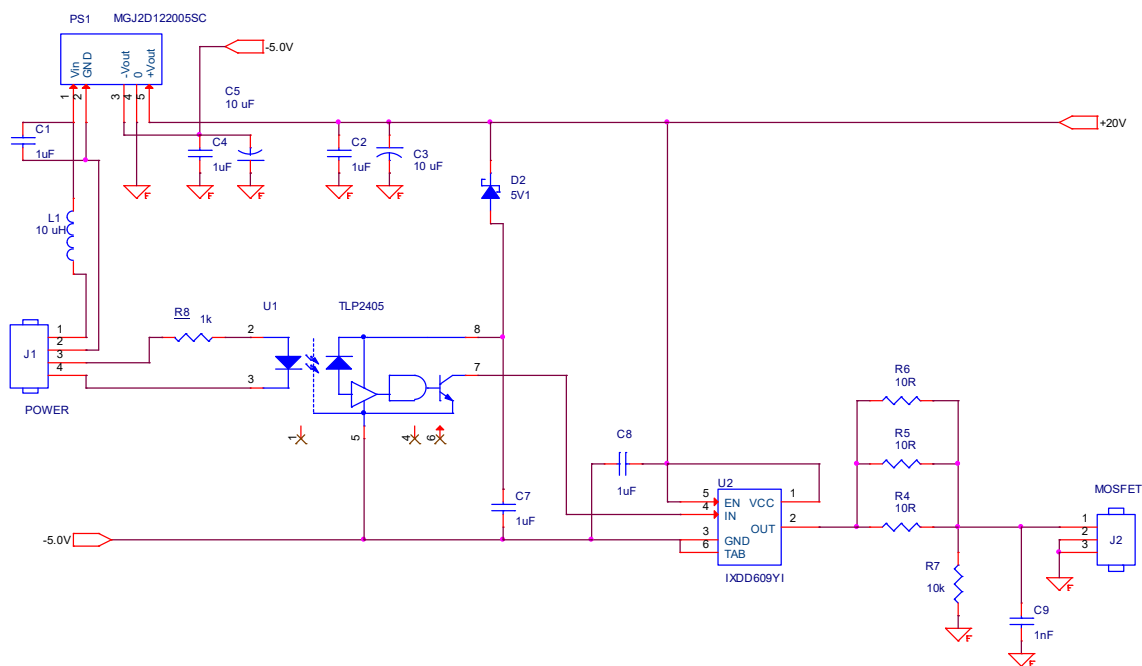 PS1 MGJ2D122005SC
-5.0V
Vin
GND
-Vout
0
+Vout
1
2
3
4
5
C5
10 uF
C1
1uF
C4
1uF
C2
1uF
C3
10 uF
+20V
D2
5V1
L1
10 uH
R8
1k
U1
TLP2405
2
3
8
7
1
5
4
6
J1
1
2
3
4
POWER
R6
10R
R5
10R
R4
10R
C8
1uF
C7
1uF
-5.0V
U2
5 EN VCC 1
4 IN
OUT 2
3 GND
6 TAB
IXDD609YI
MOSFET
1
2
3
J2
R7
10k
C9
1nF
F
F
F
F
F
F
F
F